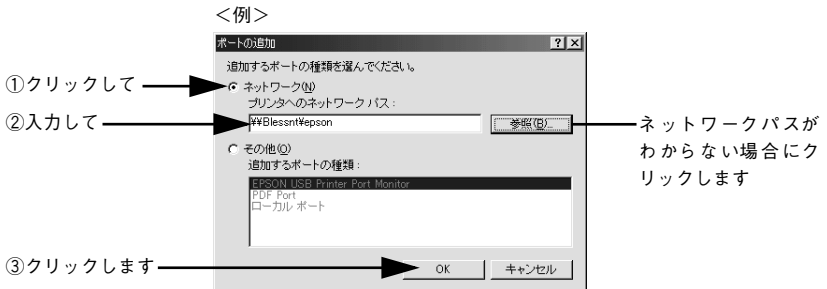 ＜例＞
ポートの追加
追加するポートの種類を選んでください。
①クリックして
ネットワーク(N)
プリンタへのネットワーク パス：
②入力して
¥¥Blessnt¥epson
参照(B)...
ネットワークパスが
わからない場合にク
リックします
その他(O)
追加するポートの種類：
EPSON USB Printer Port Monitor
PDF Port
ローカル ポート
③クリックします
OK
キャンセル